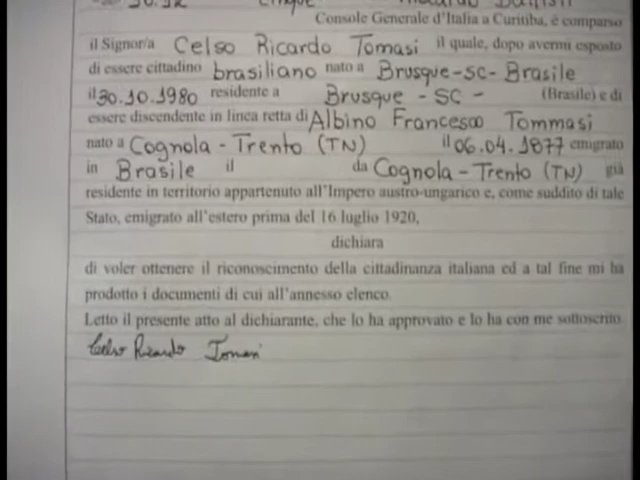 Console Generale d'Italia a Curitiba, è comparso
il Signor/a Celso Ricardo Tomasi il quale, dopo avermi esposto
di essere cittadino brasiliano nato a Brusque-sc-Brasile
il 30.10.1980 residente a Brusque - SC - (Brasile) e di
essere discendente in linea retta di Albino Francesco Tommasi
nato a Cognola - Trento (TN) il 06.04.1877 emigrato
in Brasile il da Cognola - Trento (TN) già
residente in territorio appartenuto all'Impero austro-ungarico e, come suddito di tale
Stato, emigrato all'estero prima del 16 luglio 1920,
dichiara
di voler ottenere il riconoscimento della cittadinanza italiana ed a tal fine mi ha
prodotto i documenti di cui all'annesso elenco.
Letto il presente atto al dichiarante, che lo ha approvato e lo ha con me sottoscritto
Celso Ricardo Tomasi